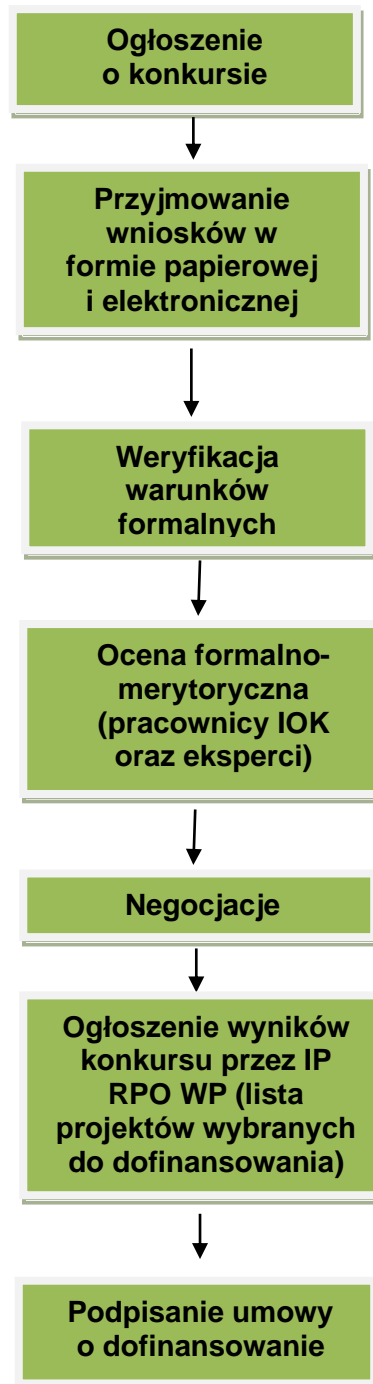 Ogłoszenie
o konkursie
Przyjmowanie
wniosków w
formie papierowej
i elektronicznej
Weryfikacja
warunków
formalnych
Ocena formalno-
merytoryczna
(pracownicy IOK
oraz eksperci)
Negocjacje
Ogłoszenie wyników
konkursu przez IP
RPO WP (lista
projektów wybranych
do dofinansowania)
Podpisanie umowy
o dofinansowanie